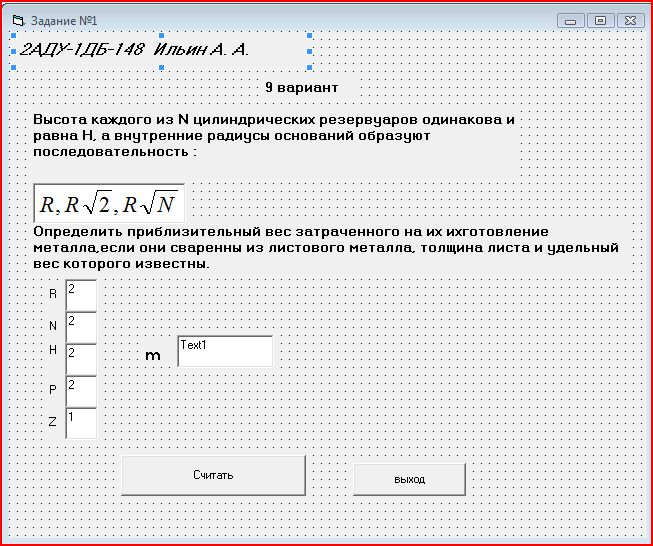 Задание №1
2АДУ-1ДБ-148 Ильин А. А.
9 вариант
Высота каждого из N цилиндрических резервуаров одинакова и
равна H, а внутренние радиусы оснований образуют
последовательность :
R, R√2, R√N
Определить приблизительный вес затраченного на их ихготовление
металла,если они сваренны из листового металла, толщина листа и удельный
вес которого известны.
R 2
N 2
H 2
m Text1
P 2
Z 1
Считать
выход